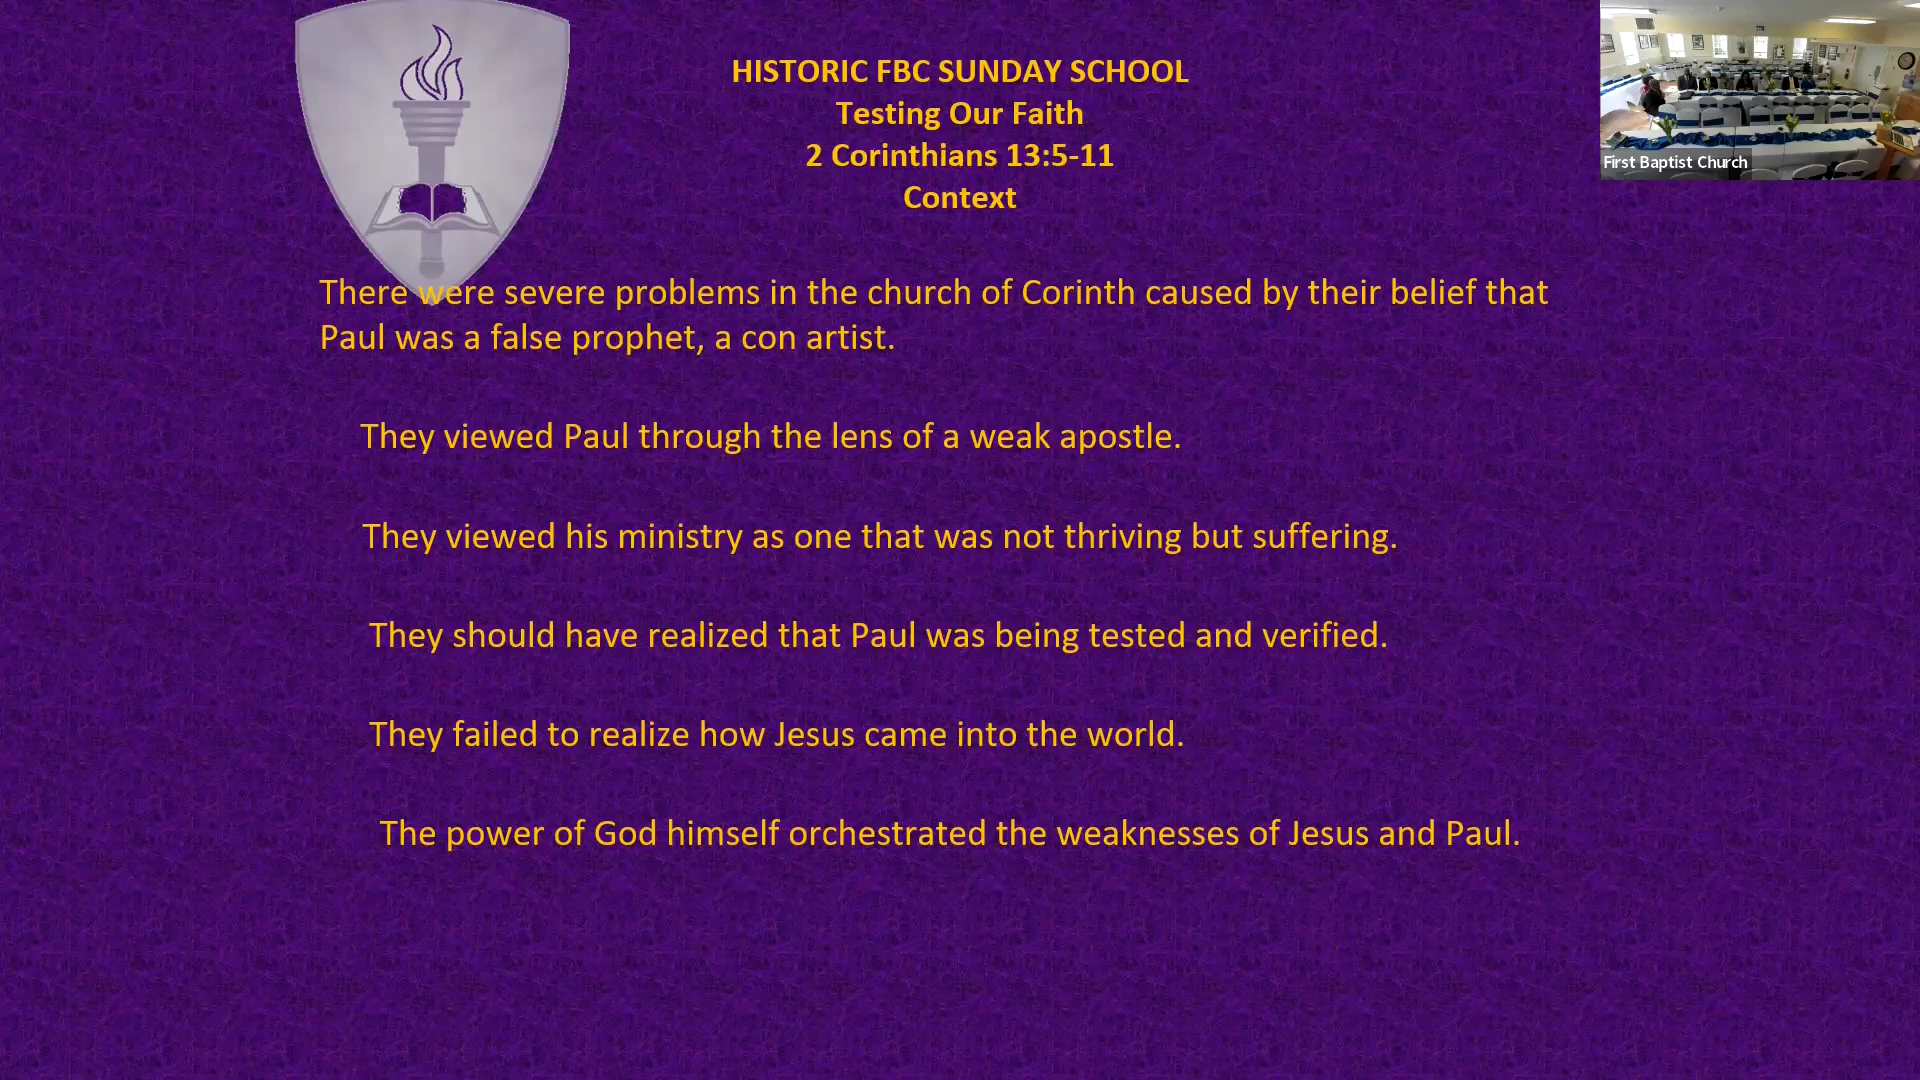 HISTORIC FBC SUNDAY SCHOOL
Testing Our Faith
2 Corinthians 13:5-11
Context
First Baptist Church
There were severe problems in the church of Corinth caused by their belief that
Paul was a false prophet, a con artist.
They viewed Paul through the lens of a weak apostle.
They viewed his ministry as one that was not thriving but suffering.
They should have realized that Paul was being tested and verified.
They failed to realize how Jesus came into the world.
The power of God himself orchestrated the weaknesses of Jesus and Paul.